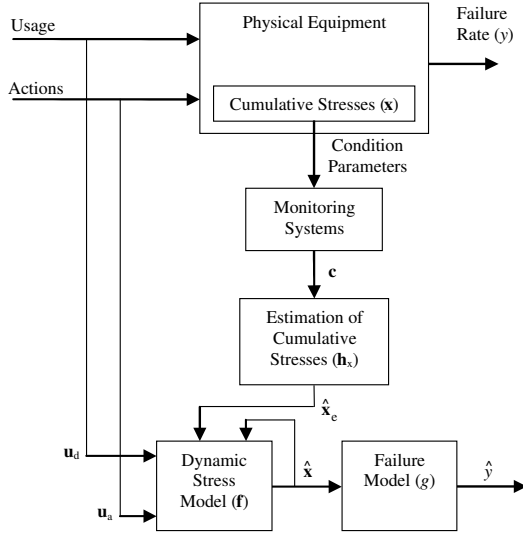 Usage
Physical Equipment
Failure
Rate (y)
Actions
Cumulative Stresses (x)
Condition
Parameters
Monitoring
Systems
c
Estimation of
Cumulative
Stresses (hₓ)
x̂ₑ
u_d
Dynamic
Stress
Model (f)
x̂
Failure
Model (g)
ŷ
uₐ